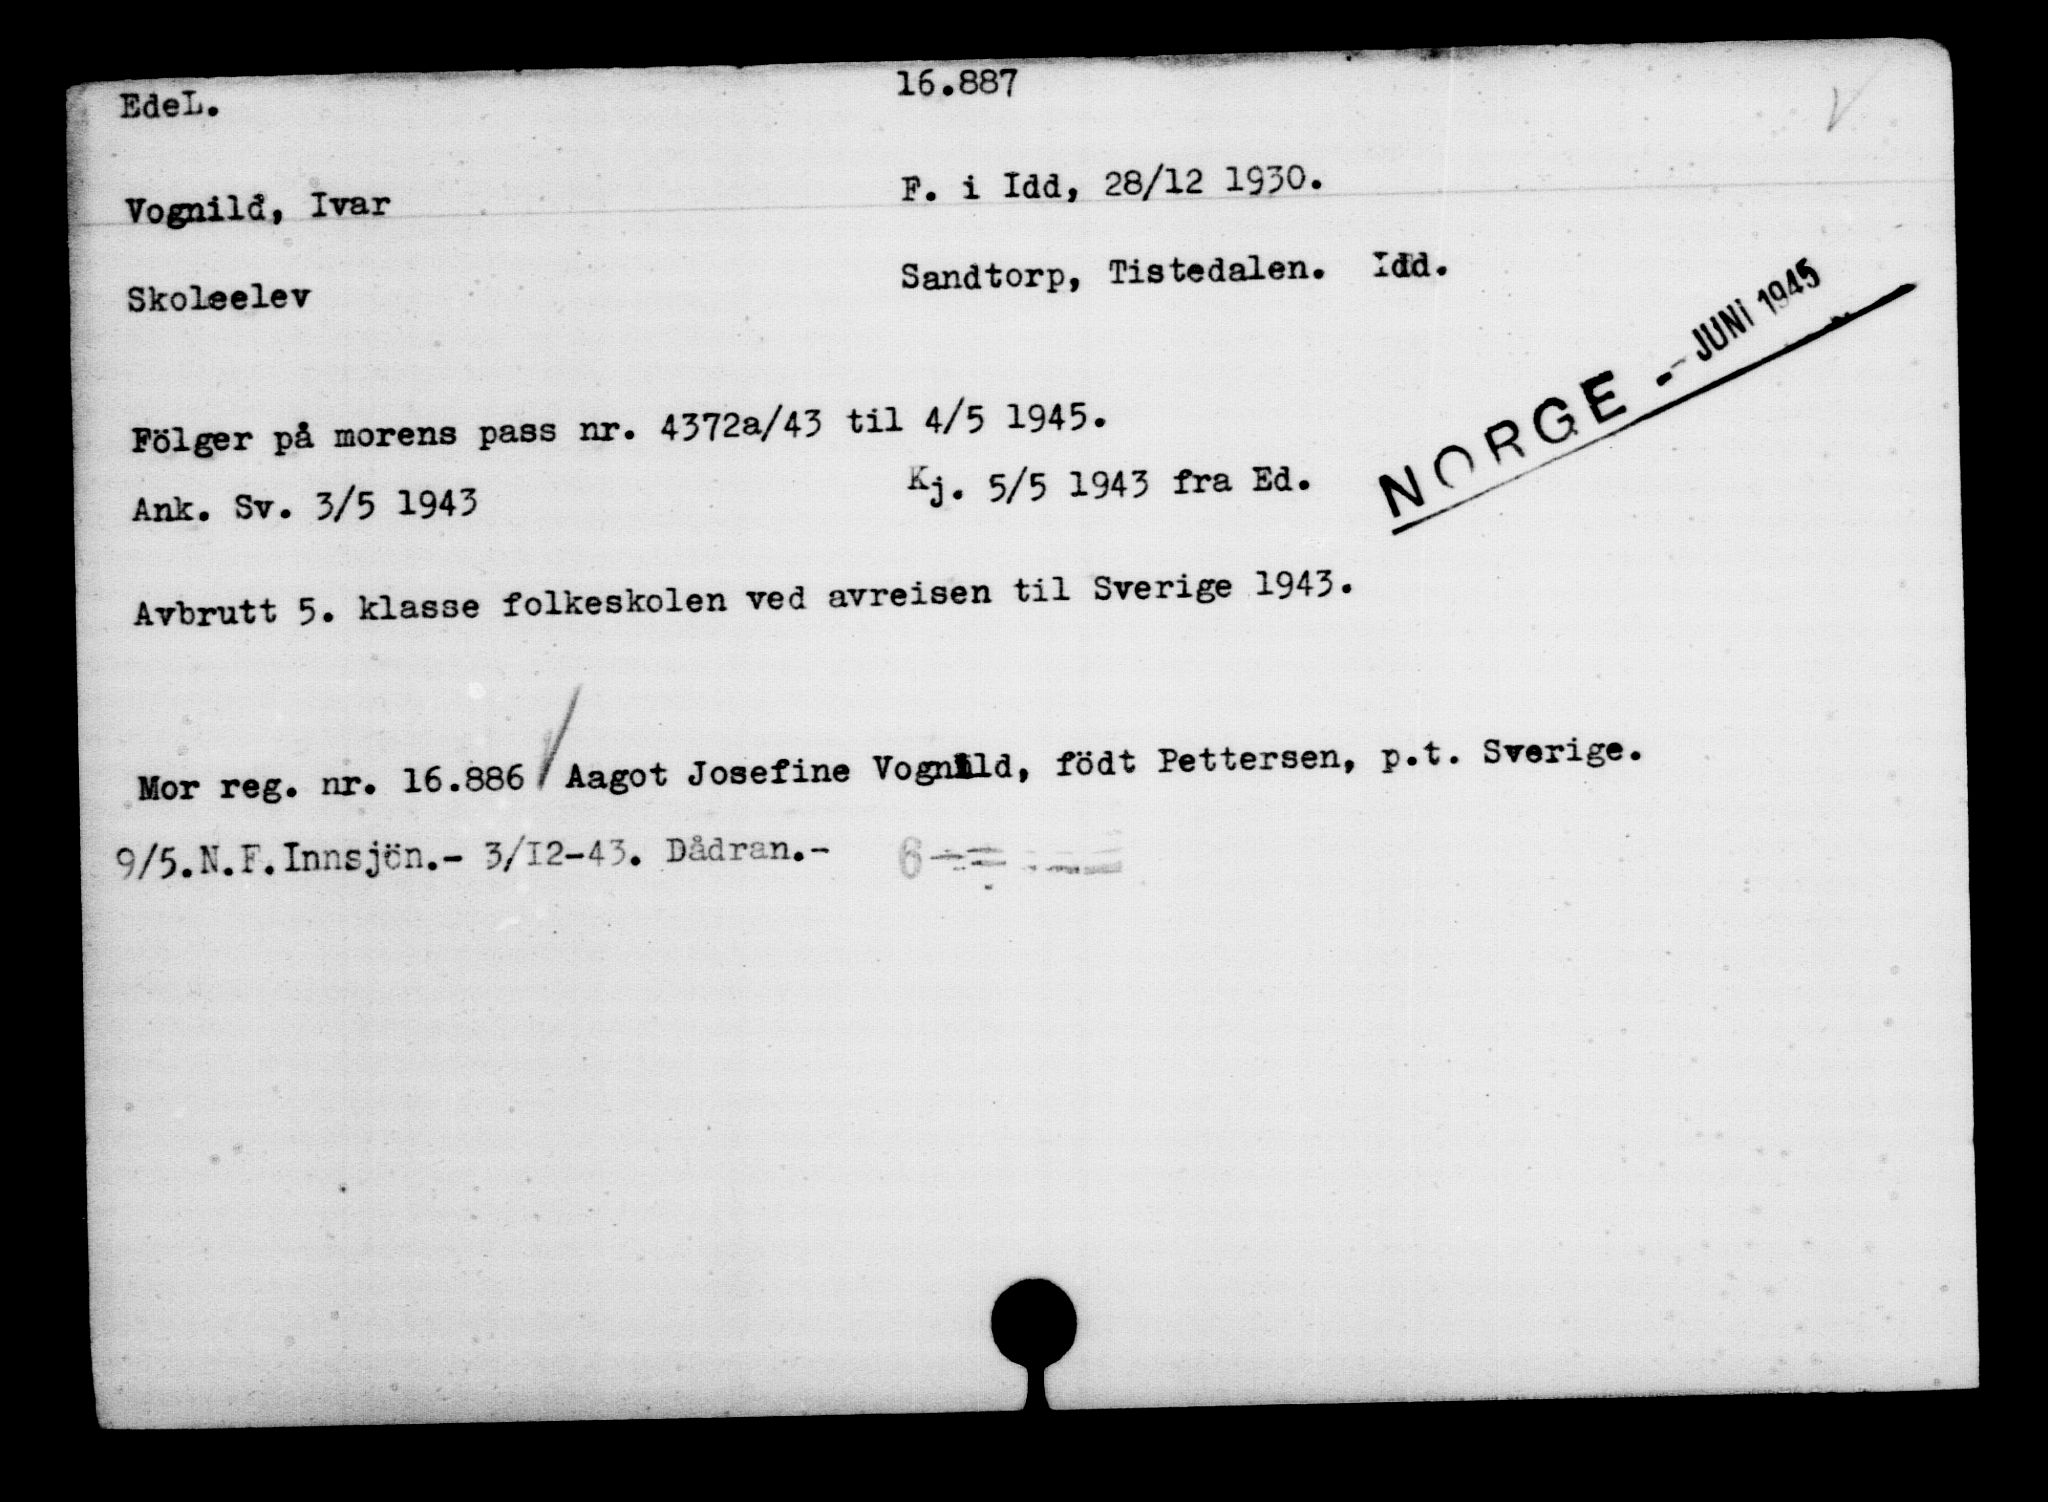 EdeL. 16.887
Vognild, Ivar F. i Idd, 28/12 1930.
Skoleelev Sandtorp, Tistedalen. Idd.
NORGE - JUNI 1945
Fölger på morens pass nr. 4372a/43 til 4/5 1945.
Ank. Sv. 3/5 1943 Kj. 5/5 1943 fra Ed.
Avbrutt 5. klasse folkeskolen ved avreisen til Sverige 1943.
Mor reg. nr. 16.886 / Aagot Josefine Vognild, födt Pettersen, p.t. Sverige.
9/5.N.F.Innsjön.- 3/I2-43. Dådran.-